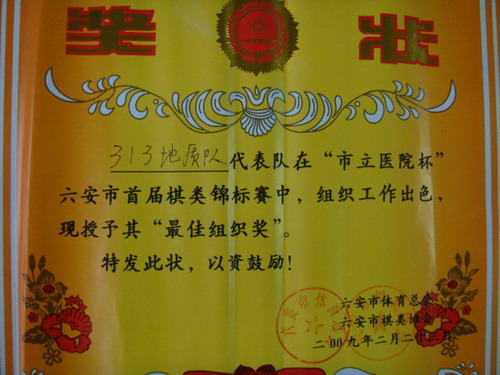 奖状
313地质队代表队在“市立医院杯”
六安市首届棋类锦标赛中，组织工作出色，
现授予其“最佳组织奖”。
特发此状，以资鼓励！
六安市体育总会
六安市棋类协会
二00九年二月二十